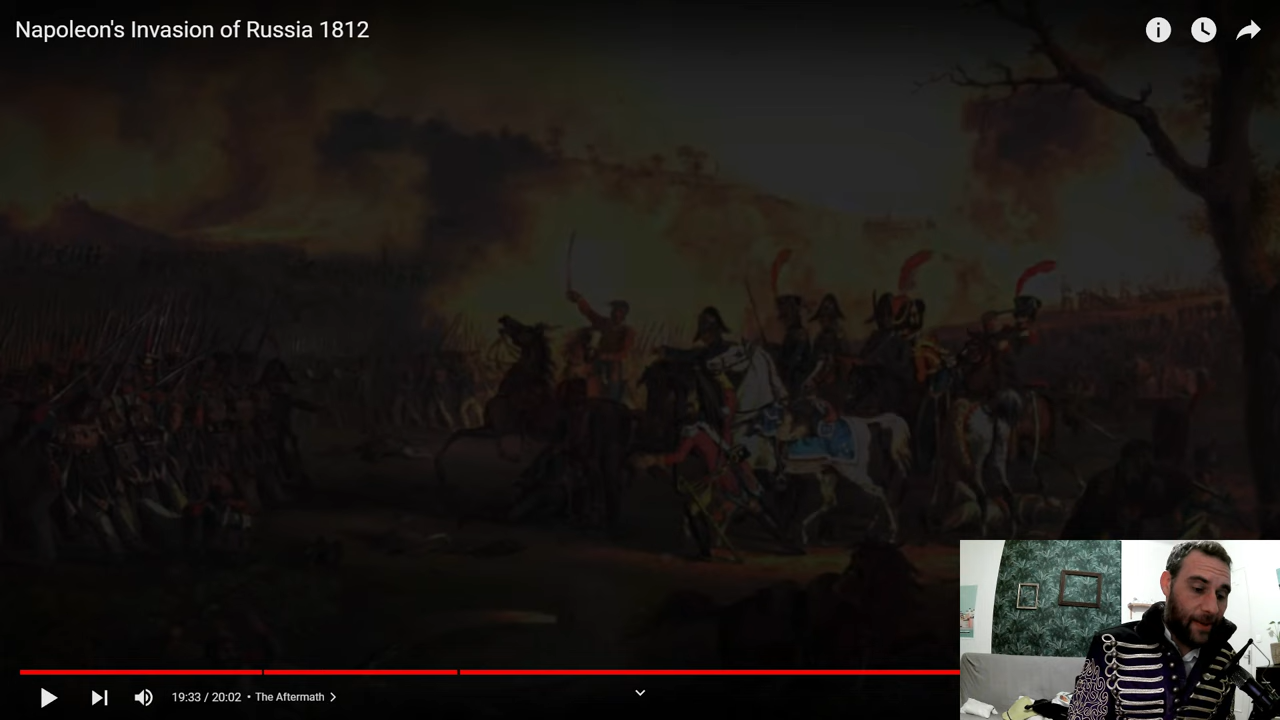 Napoleon's Invasion of Russia 1812
19:33 / 20:02 • The Aftermath